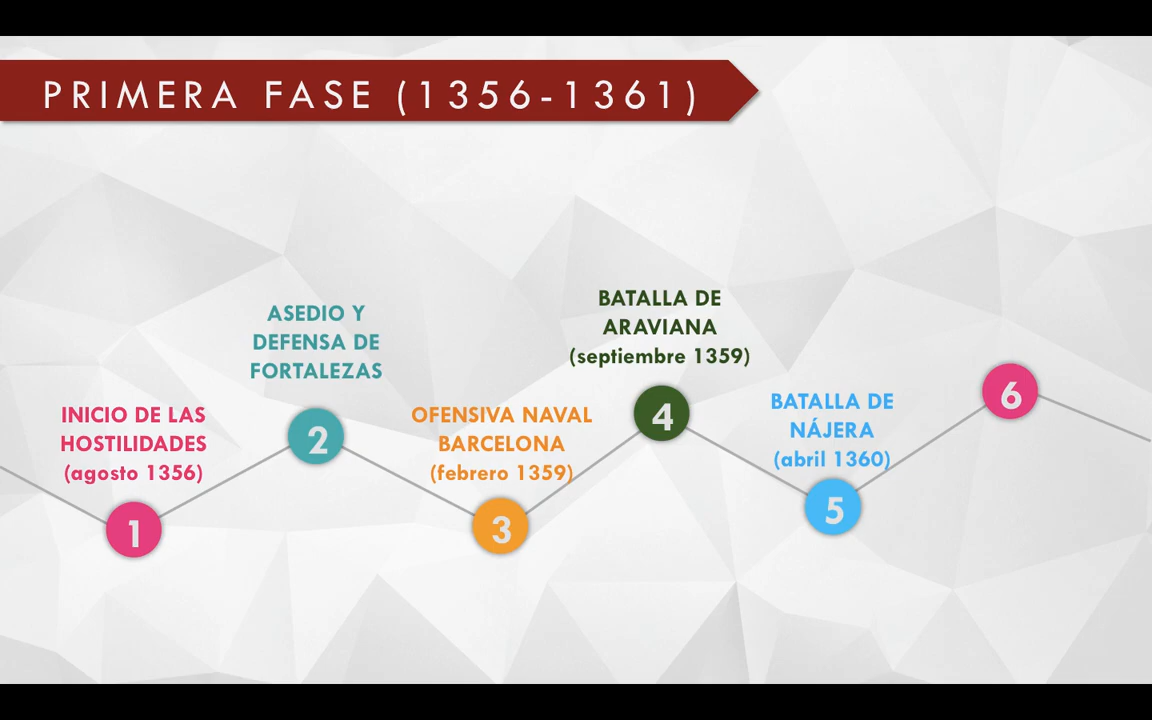 PRIMERA FASE (1356-1361)
INICIO DE LAS
HOSTILIDADES
(agosto 1356)
1
ASEDIO Y
DEFENSA DE
FORTALEZAS
2
OFENSIVA NAVAL
BARCELONA
(febrero 1359)
3
BATALLA DE
ARAVIANA
(septiembre 1359)
4
BATALLA DE
NÁJERA
(abril 1360)
5
6